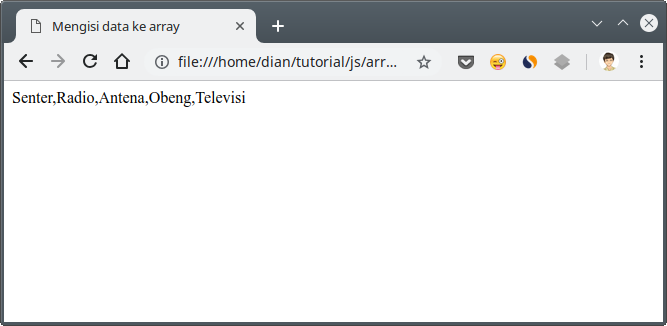 Mengisi data ke array
file:///home/dian/tutorial/js/arr...
Senter,Radio,Antena,Obeng,Televisi